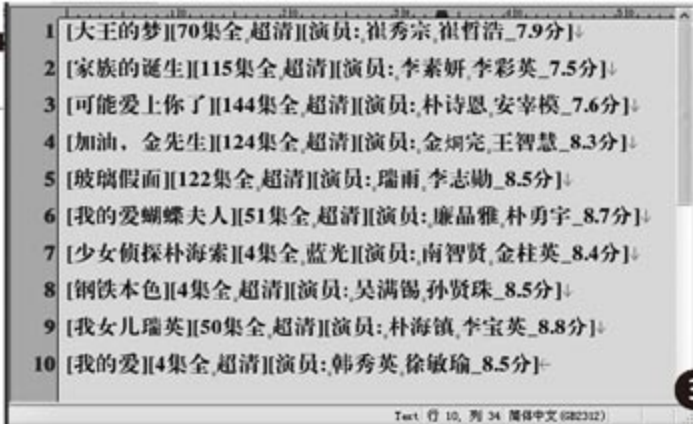 1 [大王的梦][70集全,超清][演员:,崔秀宗,崔哲浩_7.9分]↓
2 [家族的诞生][115集全,超清][演员:,李素妍,李彩英_7.5分]↓
3 [可能爱上你了][144集全,超清][演员:,朴诗恩,安宰模_7.6分]↓
4 [加油，金先生][124集全,超清][演员:,金烔完,王智慧_8.3分]↓
5 [玻璃假面][122集全,超清][演员:,瑞雨,李志勋_8.5分]↓
6 [我的爱蝴蝶夫人][51集全,超清][演员:,廉晶雅,朴勇宇_8.7分]↓
7 [少女侦探朴海索][4集全,蓝光][演员:,南智贤,金柱英_8.4分]↓
8 [钢铁本色][4集全,超清][演员:,吴满锡,孙贤珠_8.5分]↓
9 [我女儿瑞英][50集全,超清][演员:,朴海镇,李宝英_8.8分]↓
10 [我的爱][4集全,超清][演员:,韩秀英,徐敏瑜_8.5分]←
Text 行 10, 列 34 简体中文(GB2312)